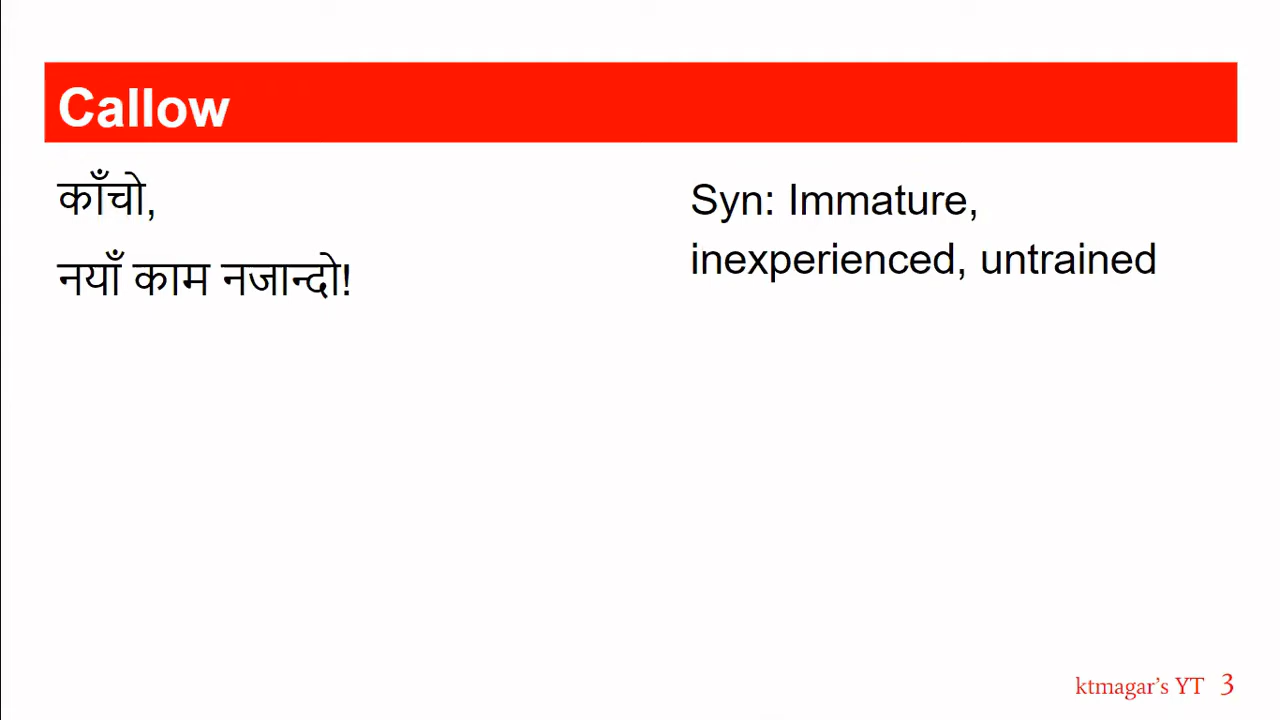 Callow
काँचो,
नयाँ काम नजान्दो!
Syn: Immature,
inexperienced, untrained
ktmagar's YT 3